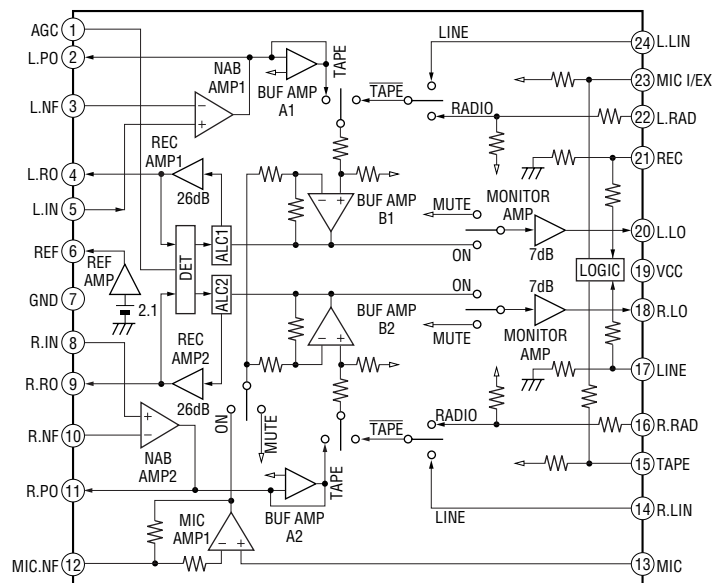 AGC 1
L.PO 2
L.NF 3
L.RO 4
L.IN 5
REF 6
GND 7
R.IN 8
R.RO 9
R.NF 10
R.PO 11
MIC.NF 12
24 L.LIN
23 MIC I/EX
22 L.RAD
21 REC
20 L.LO
19 VCC
18 R.LO
17 LINE
16 R.RAD
15 TAPE
14 R.LIN
13 MIC
NAB
AMP1
BUF AMP
A1
TAPE
TAPE
LINE
RADIO
REC
AMP1
26dB
DET
ALC1
ALC2
BUF AMP
B1
MUTE
ON
MONITOR
AMP
7dB
LOGIC
REF
AMP
2.1
BUF AMP
B2
ON
MUTE
7dB
MONITOR
AMP
REC
AMP2
26dB
ON
MUTE
NAB
AMP2
TAPE
TAPE
RADIO
LINE
BUF AMP
A2
MIC
AMP1
- +
- +
- +
- +
+ -